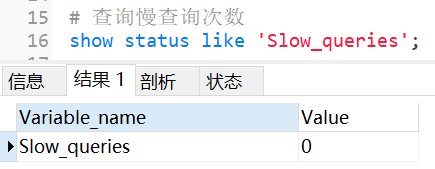 15 # 查询慢查询次数
16 show status like 'Slow_queries';
信息 结果 1 剖析 状态
Variable_name Value
Slow_queries 0